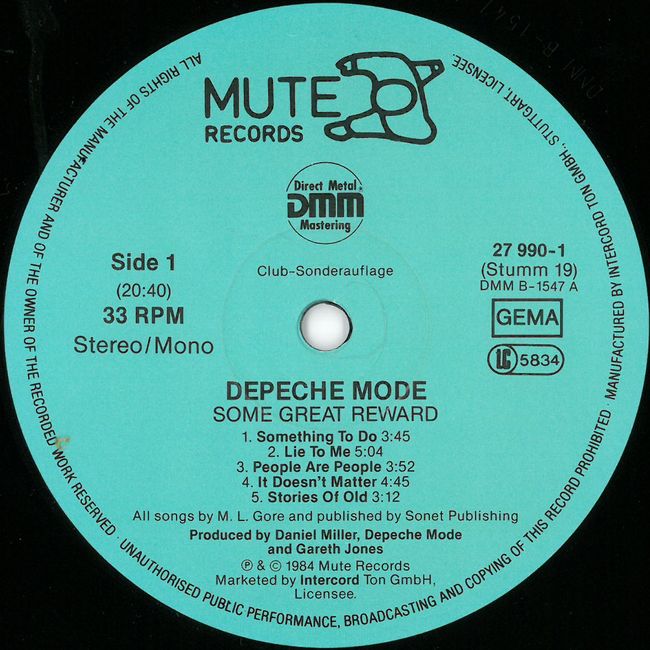 MUTE
RECORDS
Direct Metal
DMM
Mastering
Side 1
(20:40)
33 RPM
Stereo/Mono
Club-Sonderauflage
27 990-1
(Stumm 19)
DMM B-1547 A
GEMA
LC 5834
DEPECHE MODE
SOME GREAT REWARD
1. Something To Do 3:45
2. Lie To Me 5:04
3. People Are People 3:52
4. It Doesn't Matter 4:45
5. Stories Of Old 3:12
All songs by M. L. Gore and published by Sonet Publishing
Produced by Daniel Miller, Depeche Mode
and Gareth Jones
℗ & © 1984 Mute Records
Marketed by Intercord Ton GmbH,
Licensee.
ALL RIGHTS OF THE MANUFACTURER AND OF THE OWNER OF THE RECORDED WORK RESERVED · UNAUTHORISED PUBLIC PERFORMANCE, BROADCASTING AND COPYING OF THIS RECORD PROHIBITED · MANUFACTURED BY INTERCORD TON GMBH., STUTTGART, LICENSEE.